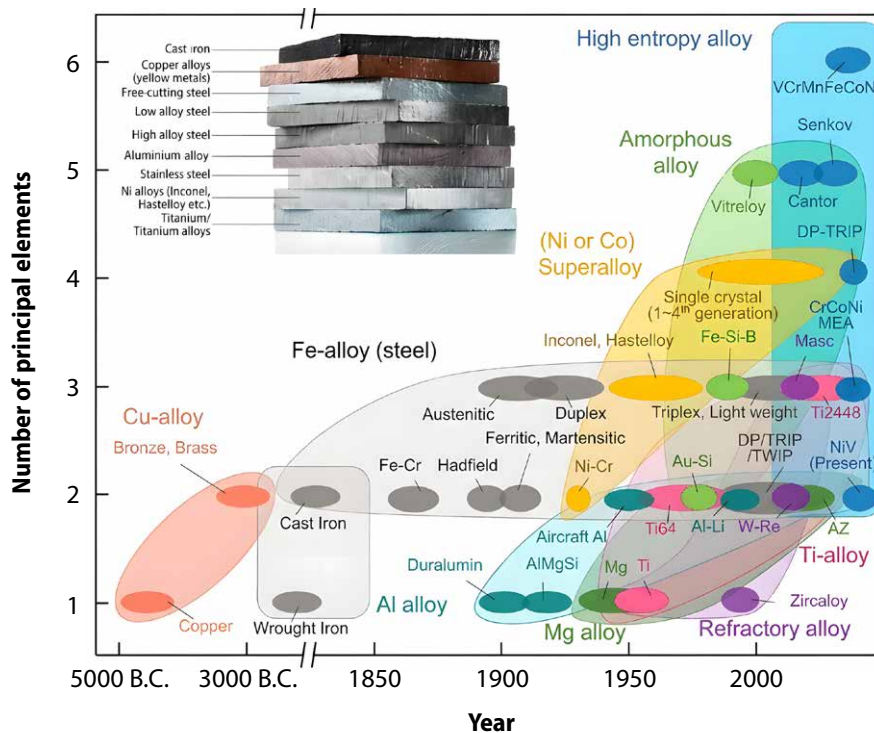 High entropy alloy
Cast iron
Copper alloys
(yellow metals)
Free-cutting steel
Low alloy steel
High alloy steel
Aluminium alloy
Stainless steel
Ni alloys (Inconel,
Hastelloy etc.)
Titanium/
Titanium alloys
VCrMnFeCoN
Senkov
Amorphous
alloy
Vitreloy
Cantor
(Ni or Co)
Superalloy
DP-TRIP
Single crystal
(1~4th generation)
CrCoNi
MEA
Inconel, Hastelloy
Fe-Si-B
Masc
Fe-alloy (steel)
Austenitic
Duplex
Triplex, Light weight
Ti2448
Cu-alloy
Bronze, Brass
Ferritic, Martensitic
Fe-Cr
Hadfield
Ni-Cr
Au-Si
DP/TRIP
/TWIP
NiV
(Present)
Cast Iron
Aircraft Al
Ti64
Al-Li
W-Re
AZ
Ti-alloy
Duralumin
AlMgSi
Mg
Ti
Zircaloy
Copper
Wrought Iron
Al alloy
Mg alloy
Refractory alloy
Number of principal elements
6
5
4
3
2
1
5000 B.C.
3000 B.C.
1850
1900
1950
2000
Year